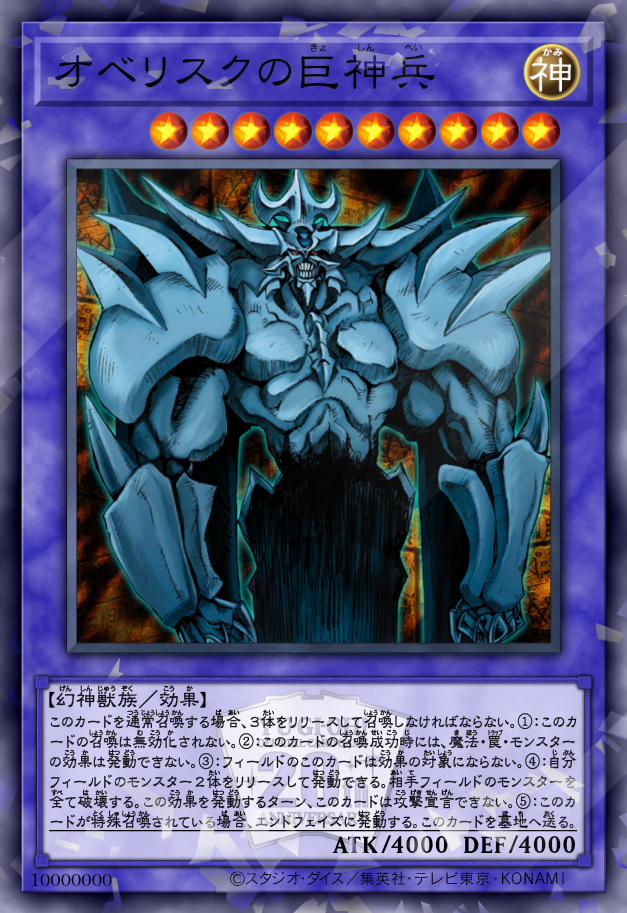 オベリスクの巨神兵
神
【幻神獣族／効果】
このカードを通常召喚する場合、３体をリリースして召喚しなければならない。①：このカ
ードの召喚は無効化されない。②：このカードの召喚成功時には、魔法・罠・モンスター
の効果は発動できない。③：フィールドのこのカードは効果の対象にならない。④：自分
フィールドのモンスター２体をリリースして発動できる。相手フィールドのモンスターを
全て破壊する。この効果を発動するターン、このカードは攻撃宣言できない。⑤：このカ
ードが特殊召喚されている場合、エンドフェイズに発動する。このカードを墓地へ送る。
ATK/4000 DEF/4000
10000000 ©スタジオ・ダイス／集英社・テレビ東京・KONAMI